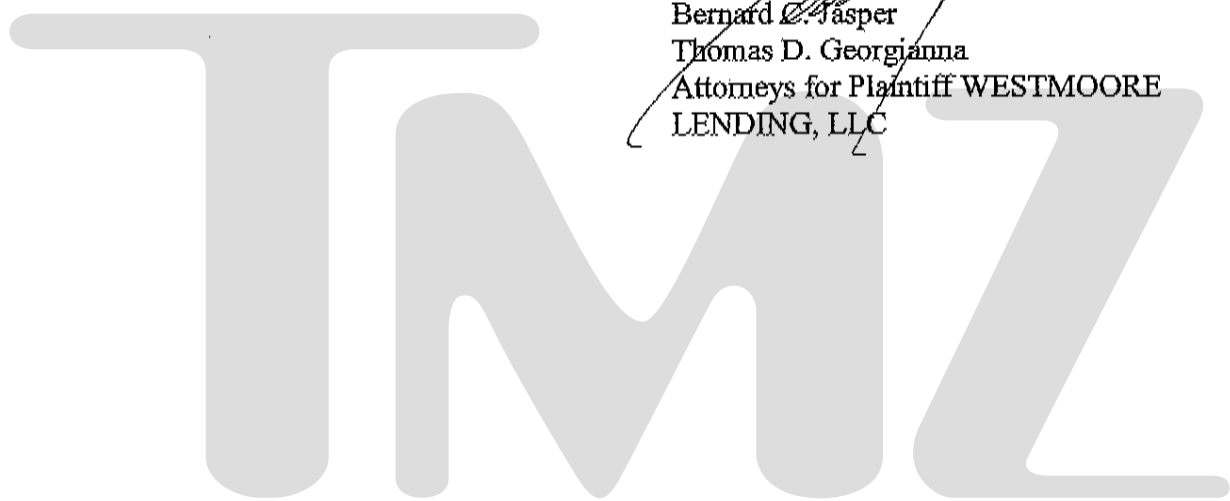 Bernard C. Jasper
Thomas D. Georgianna
Attorneys for Plaintiff WESTMOORE
LENDING, LLC
TMZ